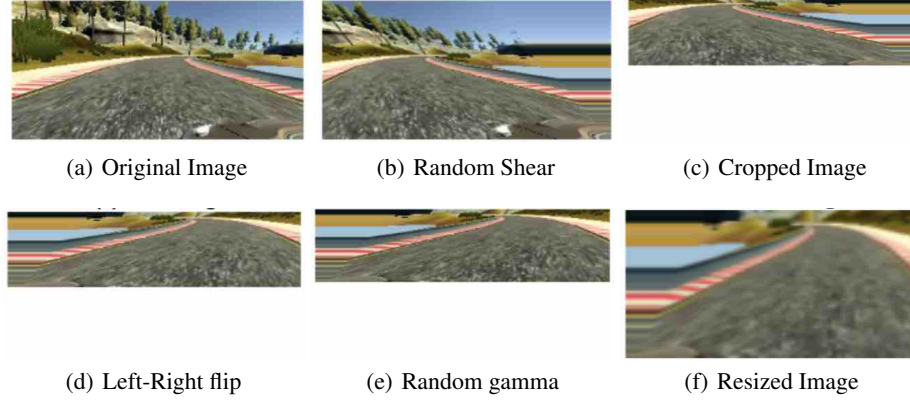 (a) Original Image
(b) Random Shear
(c) Cropped Image
(d) Left-Right flip
(e) Random gamma
(f) Resized Image